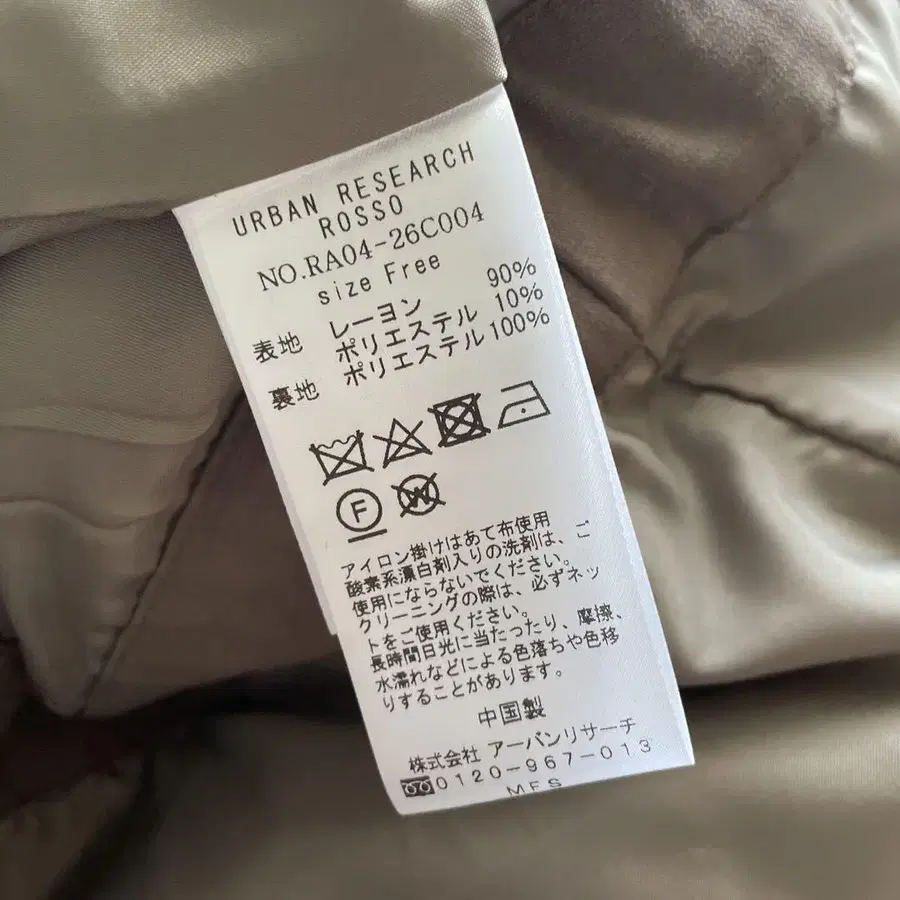 URBAN RESEARCH
ROSSO
NO.RA04-26C004
size Free
表地 レーヨン 90%
ポリエステル 10%
裏地 ポリエステル 100%
F
W
アイロン掛けはあて布使用
酸素系漂白剤入りの洗剤は、ご
使用にならないでください。
クリーニングの際は、必ずネッ
トをご使用ください。
長時間日光に当たったり、摩擦、
水濡れなどによる色落ちや色移
りすることがあります。
中国製
株式会社 アーバンリサーチ
0120-967-013
MFS